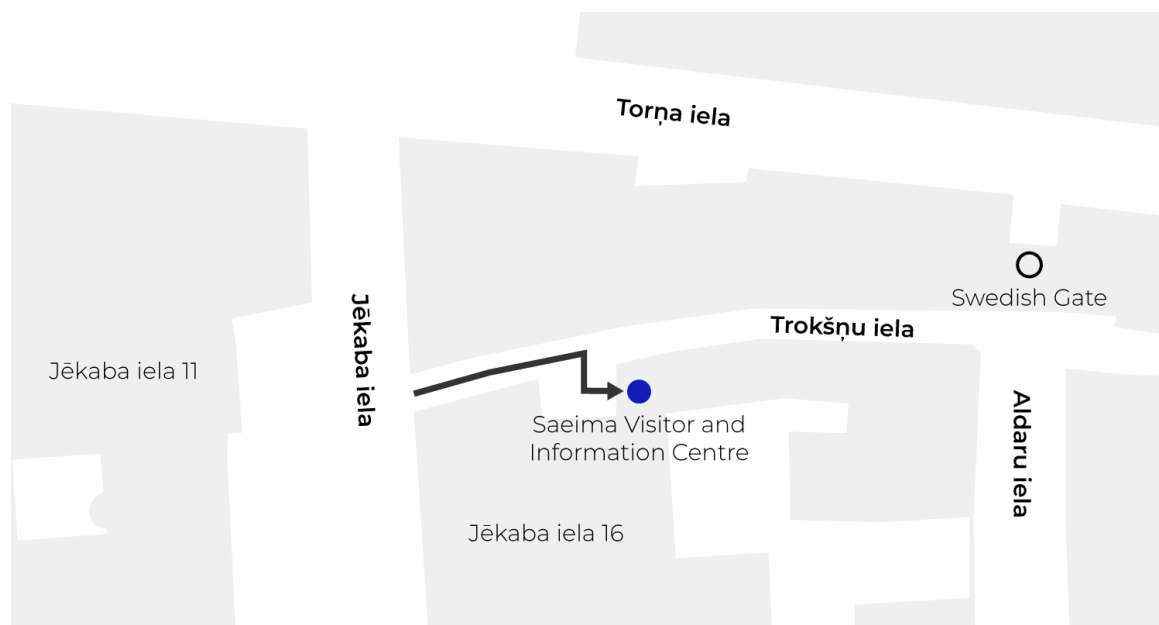 Torņa iela
Swedish Gate
Jēkaba iela
Trokšņu iela
Jēkaba iela 11
Saeima Visitor and
Information Centre
Aldaru iela
Jēkaba iela 16